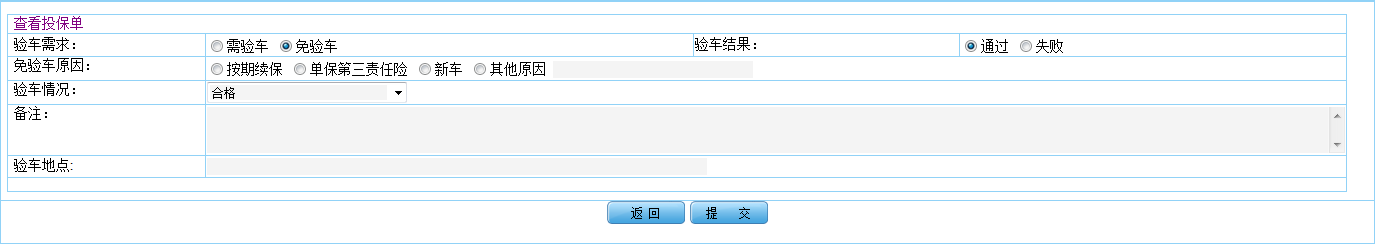 查看投保单
验车需求： 需验车 免验车 验车结果： 通过 失败
免验车原因： 按期续保 单保第三责任险 新车 其他原因
验车情况： 合格
备注：
验车地点:
返 回 提 交